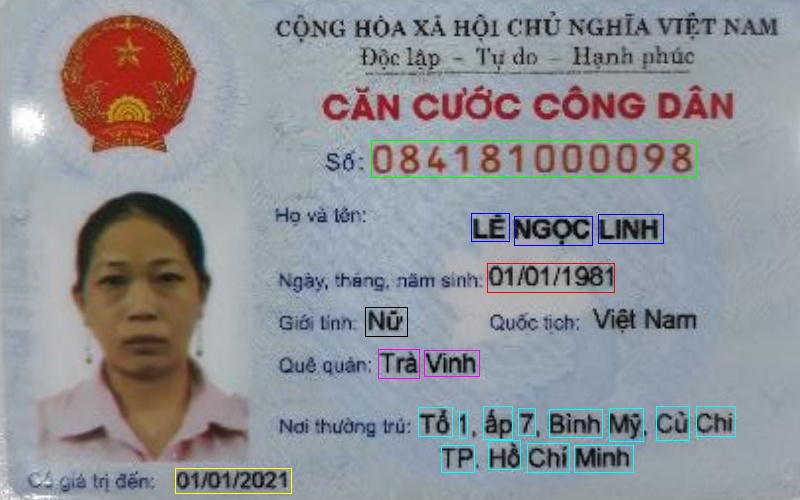 CỘNG HÒA XÃ HỘI CHỦ NGHĨA VIỆT NAM
Độc lập - Tự do - Hạnh phúc
CĂN CƯỚC CÔNG DÂN
Số: 084181000098
Họ và tên:
LÊ NGỌC LINH
Ngày, tháng, năm sinh: 01/01/1981
Giới tính: Nữ Quốc tịch: Việt Nam
Quê quán: Trà Vinh
Nơi thường trú: Tổ 1, ấp 7, Bình Mỹ, Củ Chi
TP. Hồ Chí Minh
Có giá trị đến: 01/01/2021